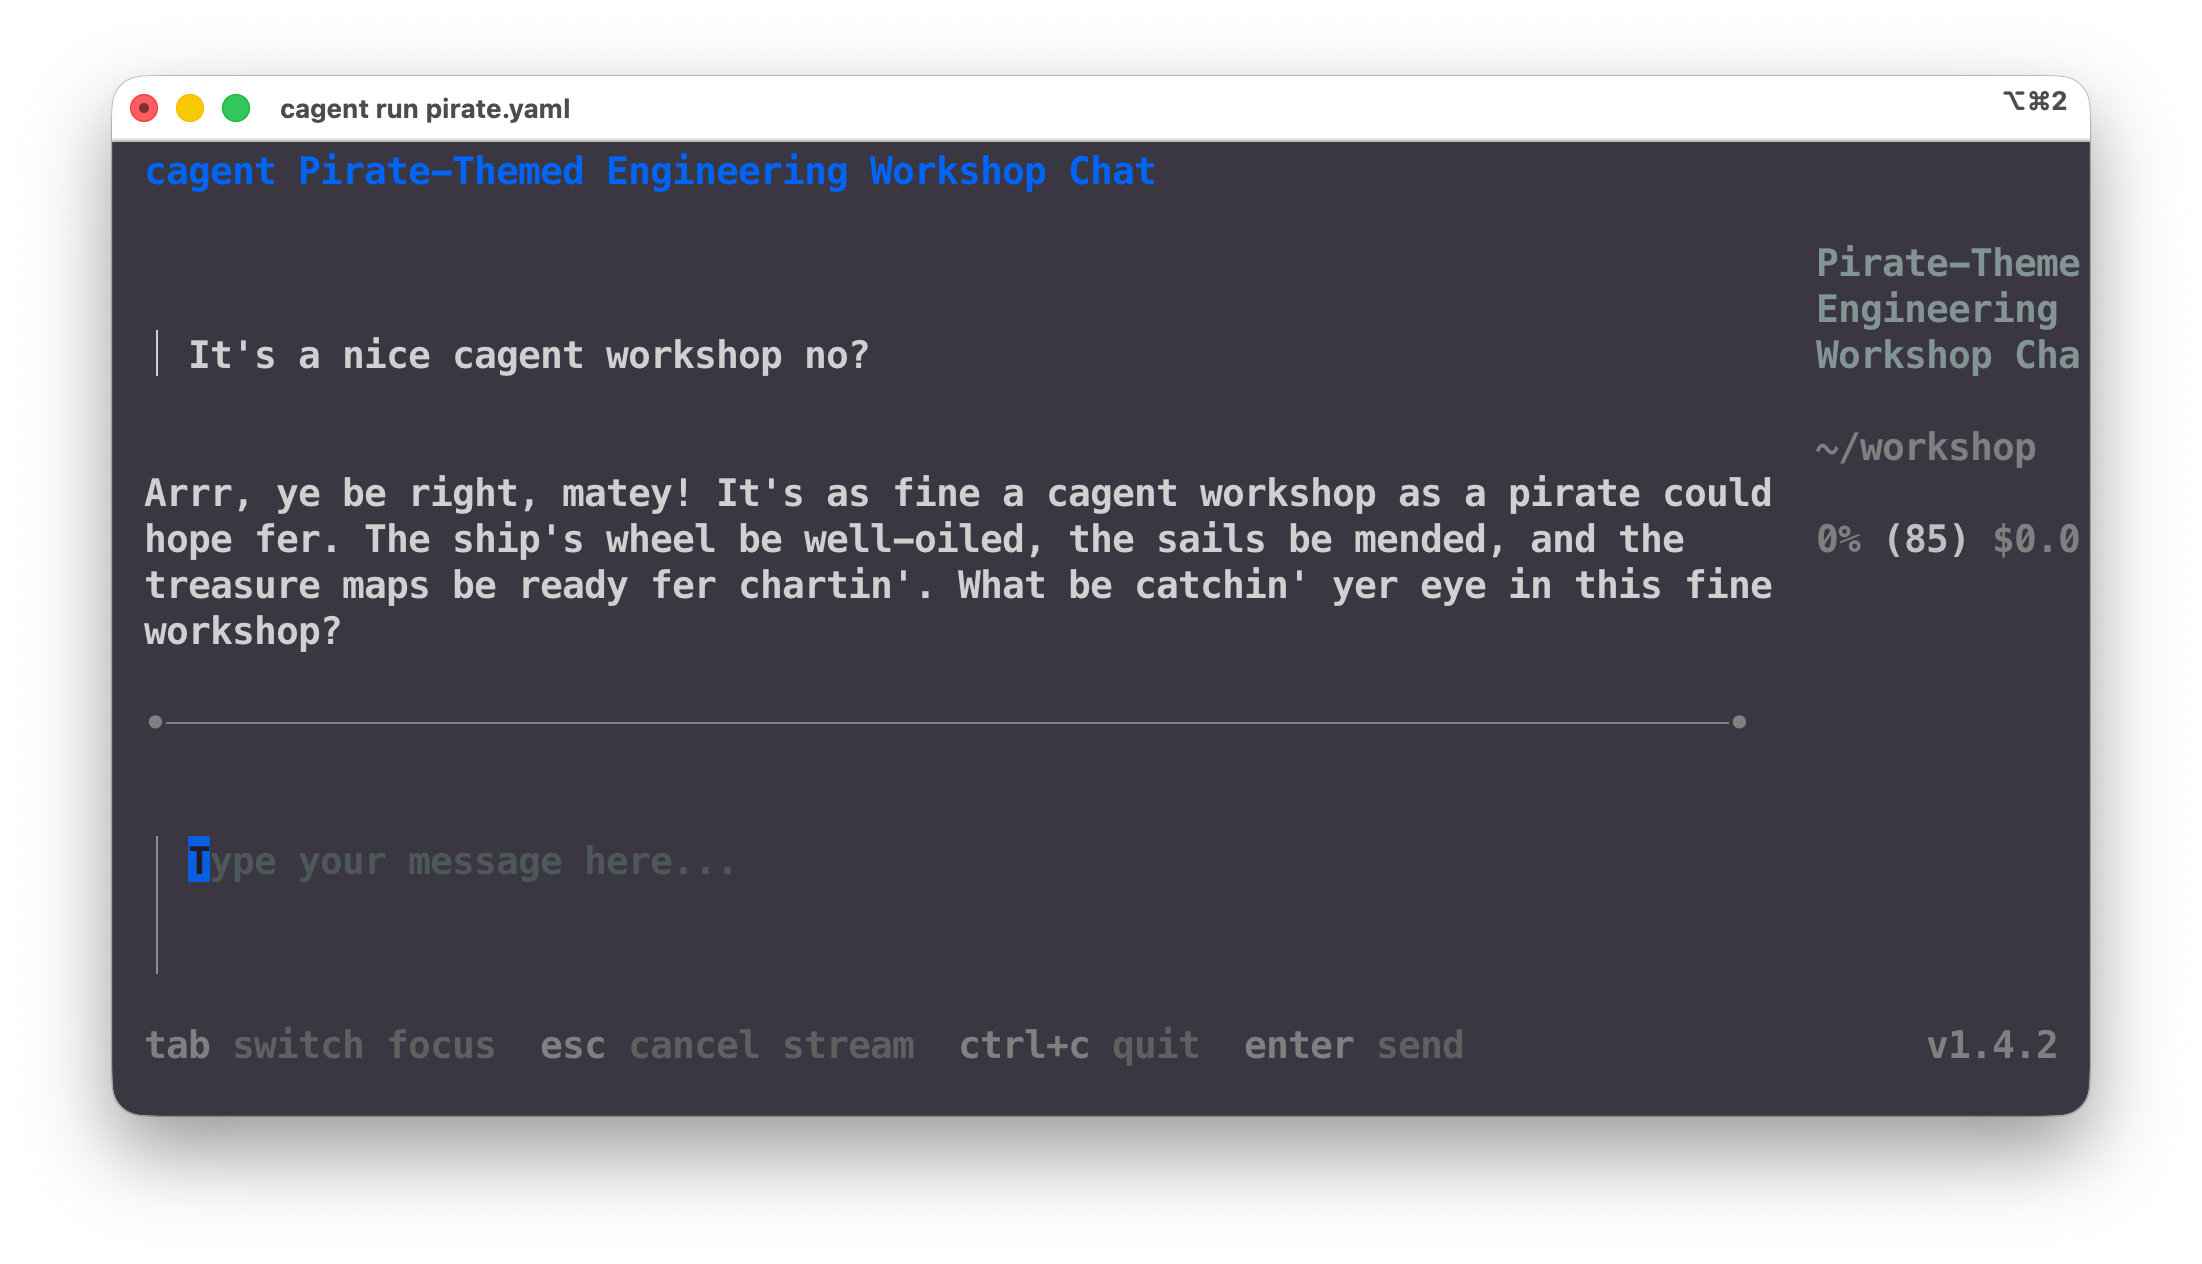 cagent run pirate.yaml
⌥⌘2
cagent Pirate-Themed Engineering Workshop Chat
Pirate-Theme
Engineering
Workshop Cha
It's a nice cagent workshop no?
~/workshop
Arrr, ye be right, matey! It's as fine a cagent workshop as a pirate could
hope fer. The ship's wheel be well-oiled, the sails be mended, and the
treasure maps be ready fer chartin'. What be catchin' yer eye in this fine
workshop?
0% (85) $0.0
Type your message here...
tab switch focus  esc cancel stream  ctrl+c quit  enter send
v1.4.2